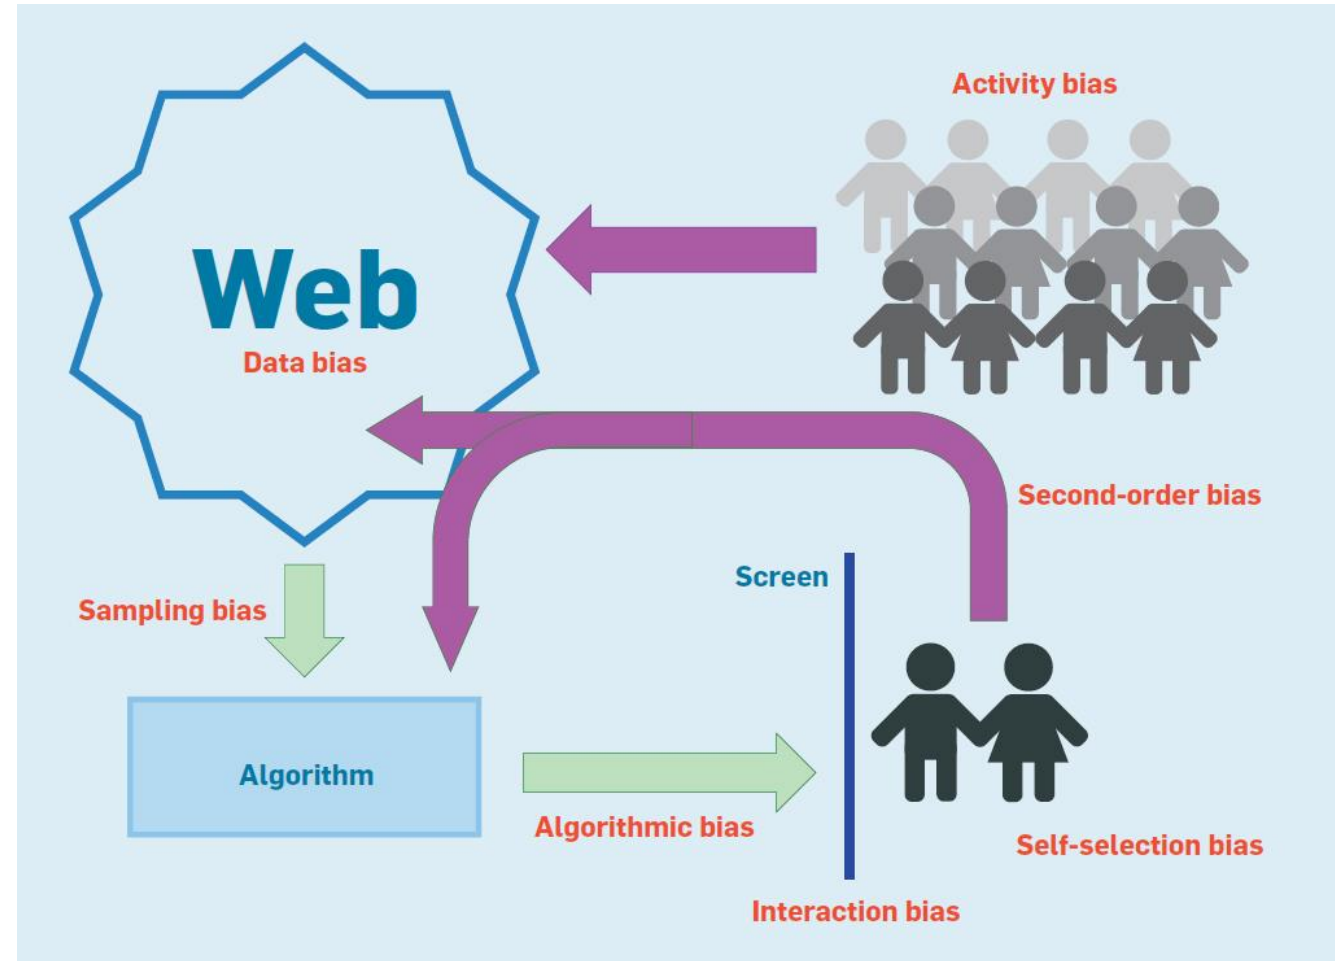 Activity bias
Web
Data bias
Second-order bias
Screen
Sampling bias
Algorithm
Algorithmic bias
Self-selection bias
Interaction bias